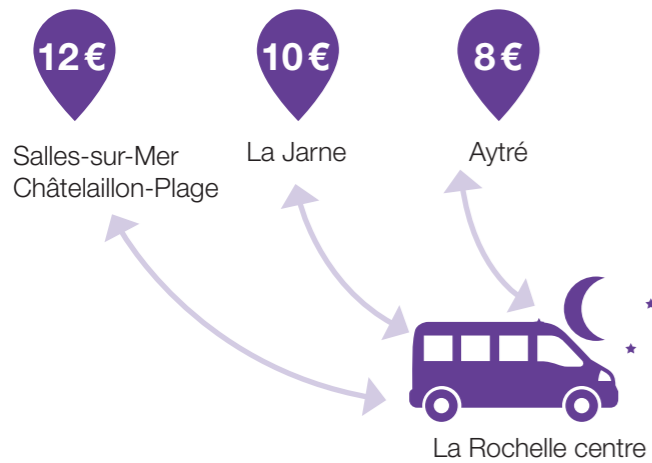 12 €
10 €
8 €
Salles-sur-Mer
Châtelaillon-Plage
La Jarne
Aytré
La Rochelle centre